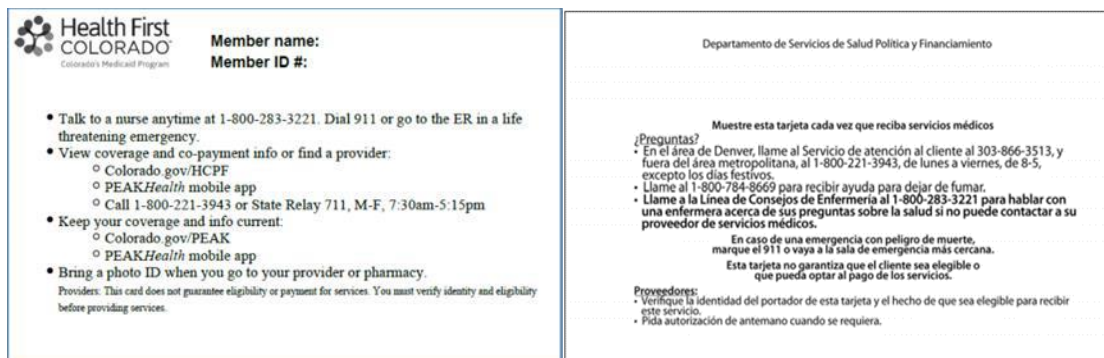 Health First
COLORADO
Colorado's Medicaid Program
Member name:
Member ID #:
• Talk to a nurse anytime at 1-800-283-3221. Dial 911 or go to the ER in a life
threatening emergency.
• View coverage and co-payment info or find a provider:
○ Colorado.gov/HCPF
○ PEAKHealth mobile app
○ Call 1-800-221-3943 or State Relay 711, M-F, 7:30am-5:15pm
• Keep your coverage and info current:
○ Colorado.gov/PEAK
○ PEAKHealth mobile app
• Bring a photo ID when you go to your provider or pharmacy.
Providers: This card does not guarantee eligibility or payment for services. You must verify identity and eligibility
before providing services.
Departamento de Servicios de Salud Política y Financiamiento
Muestre esta tarjeta cada vez que reciba servicios médicos
¿Preguntas?
• En el área de Denver, llame al Servicio de atención al cliente al 303-866-3513, y
fuera del área metropolitana, al 1-800-221-3943, de lunes a viernes, de 8-5,
excepto los días festivos.
• Llame al 1-800-784-8669 para recibir ayuda para dejar de fumar.
• Llame a la Línea de Consejos de Enfermería al 1-800-283-3221 para hablar con
una enfermera acerca de sus preguntas sobre la salud si no puede contactar a su
proveedor de servicios médicos.
En caso de una emergencia con peligro de muerte,
marque el 911 o vaya a la sala de emergencia más cercana.
Esta tarjeta no garantiza que el cliente sea elegible o
que pueda optar al pago de los servicios.
Proveedores:
• Verifique la identidad del portador de esta tarjeta y el hecho de que sea elegible para recibir
este servicio.
• Pida autorización de antemano cuando se requiera.